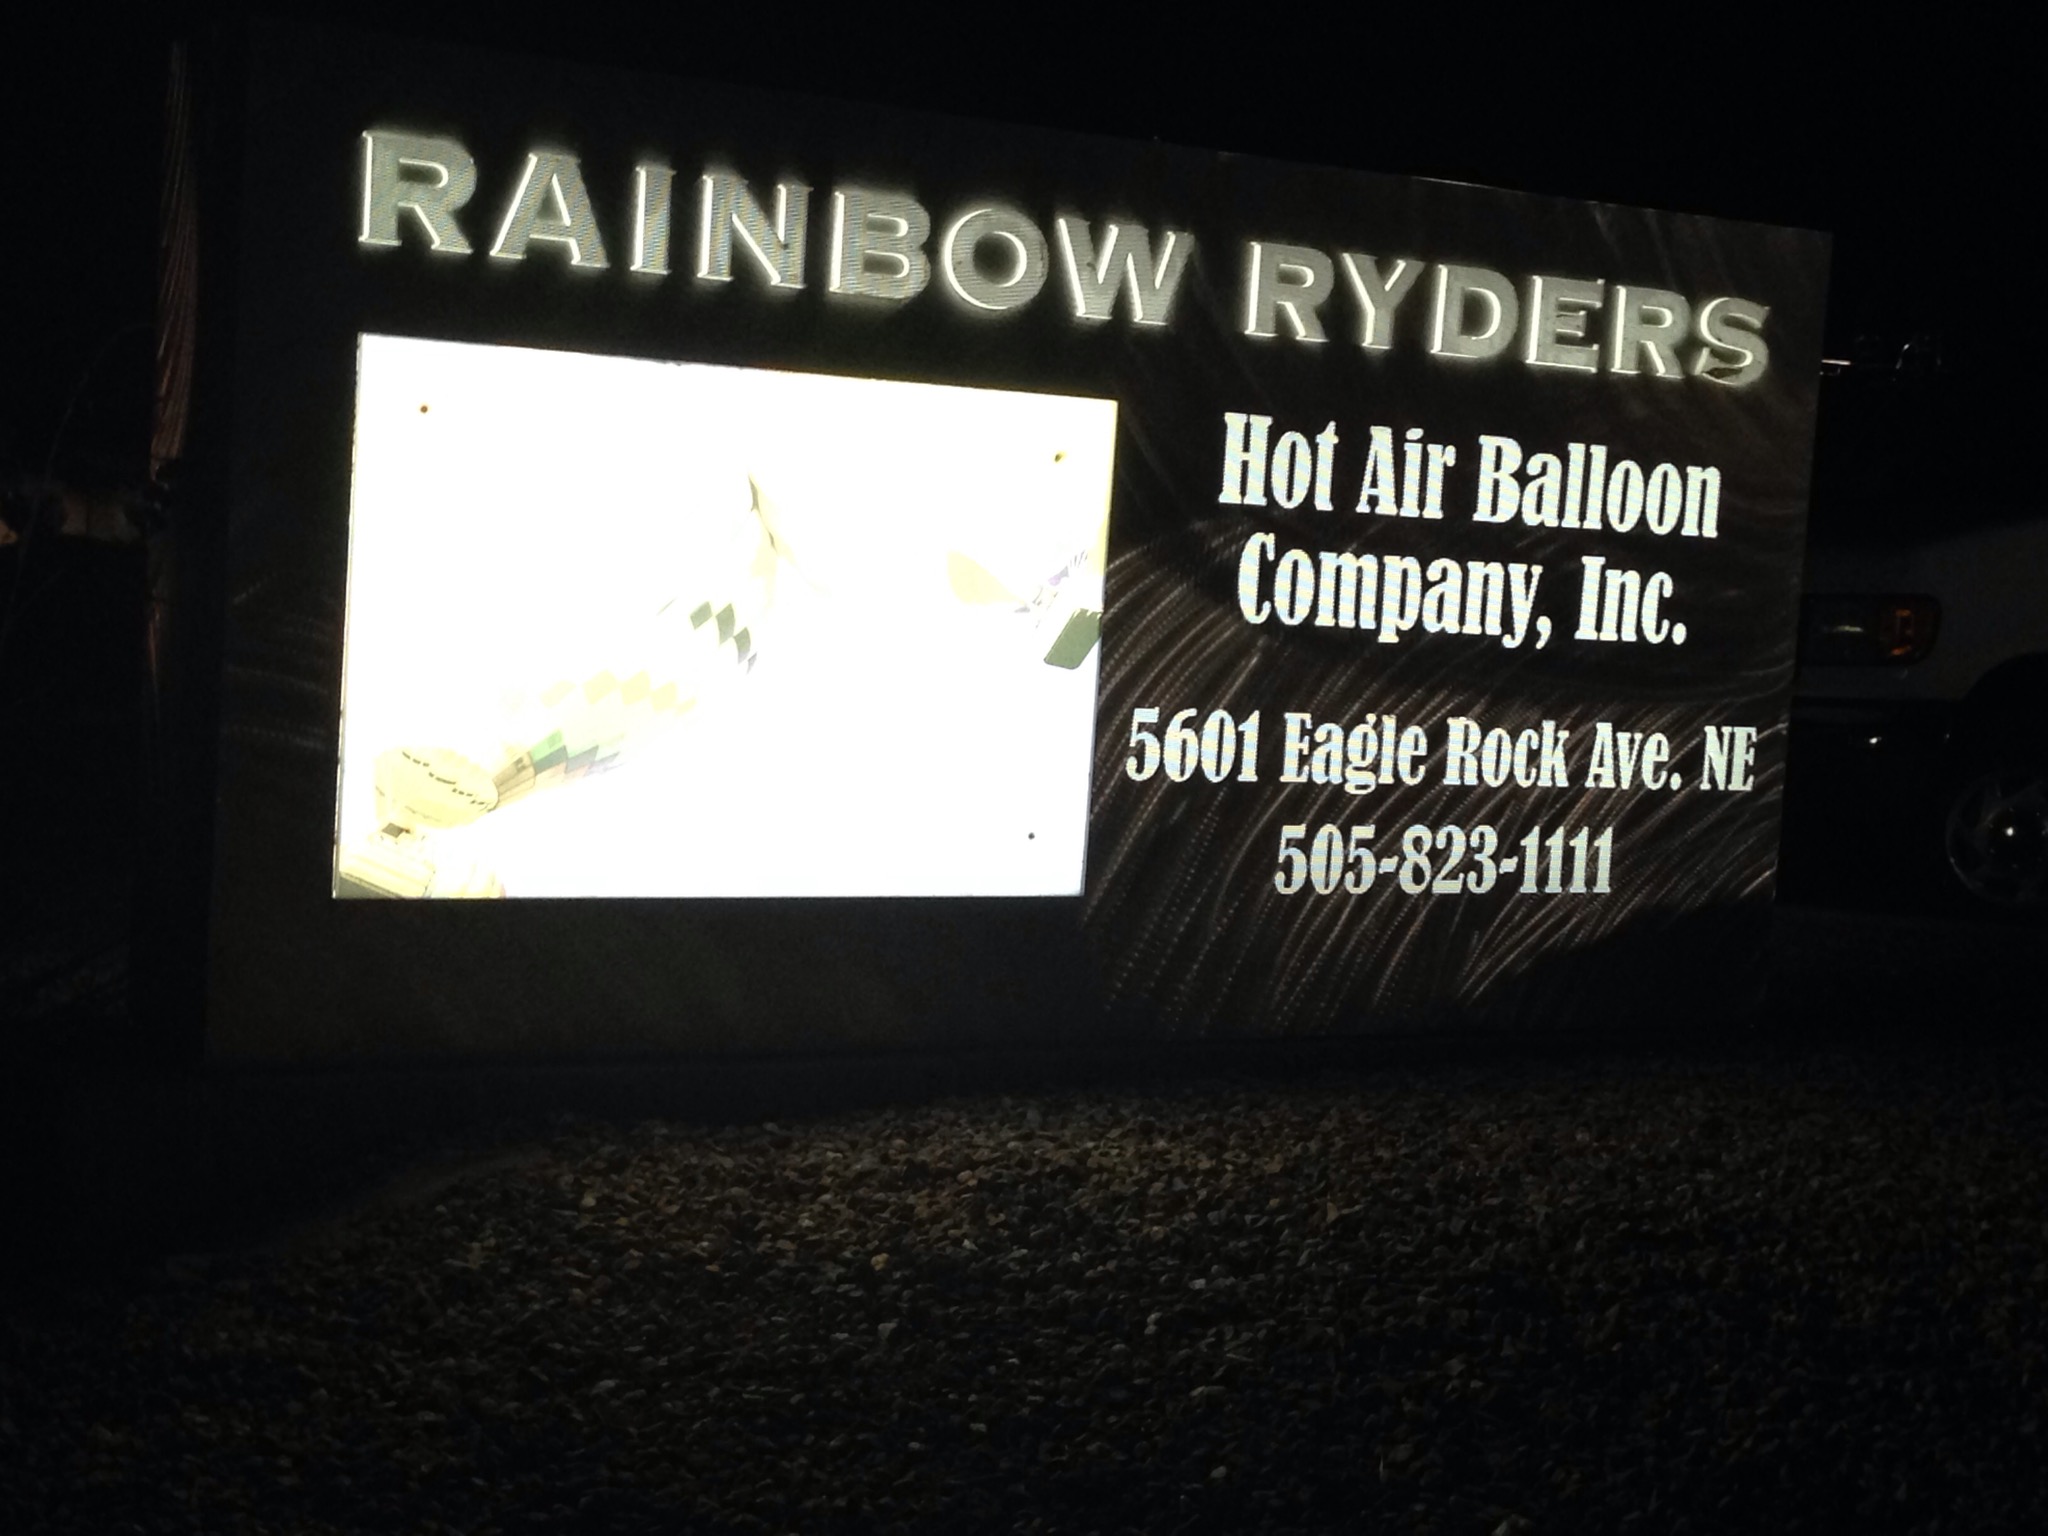 RAINBOW RYDERS
Hot Air Balloon
Company, Inc.
5601 Eagle Rock Ave. NE
505-823-1111